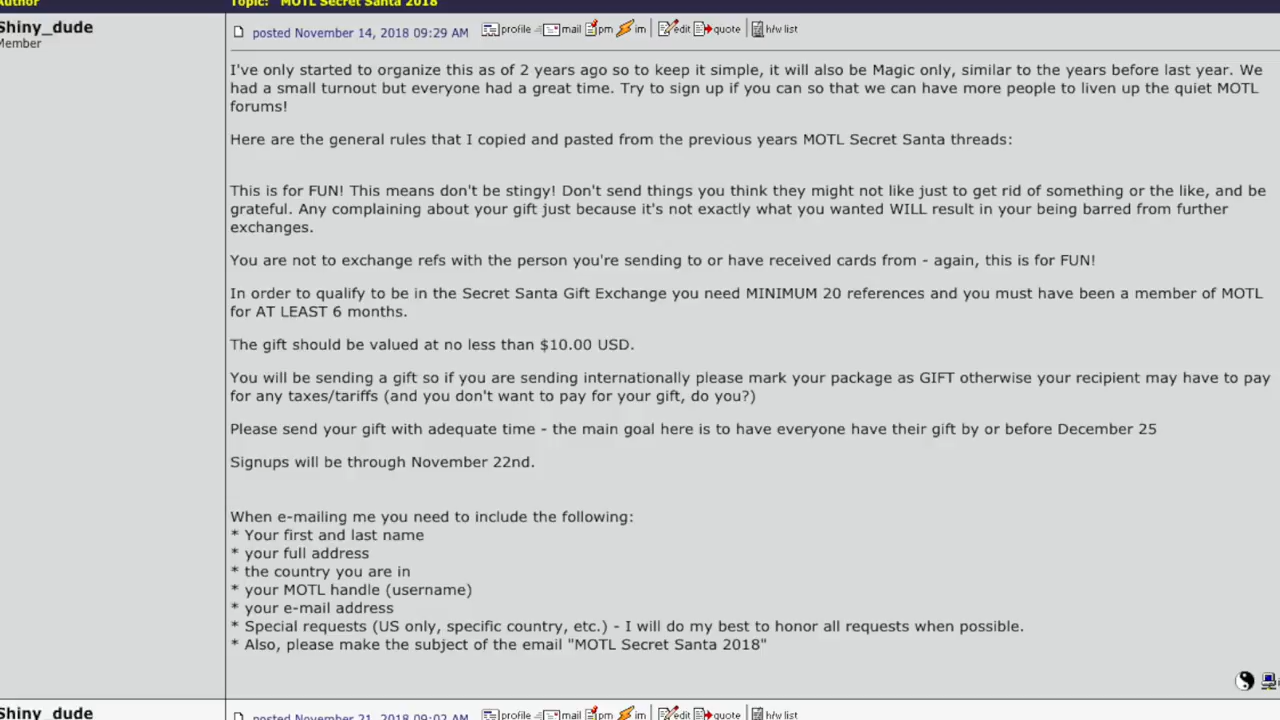 Author
Topic: MOTL Secret Santa 2018
Shiny_dude
Member
posted November 14, 2018 09:29 AM profile mail pm im edit quote h/w list
I've only started to organize this as of 2 years ago so to keep it simple, it will also be Magic only, similar to the years before last year. We
had a small turnout but everyone had a great time. Try to sign up if you can so that we can have more people to liven up the quiet MOTL
forums!
Here are the general rules that I copied and pasted from the previous years MOTL Secret Santa threads:
This is for FUN! This means don't be stingy! Don't send things you think they might not like just to get rid of something or the like, and be
grateful. Any complaining about your gift just because it's not exactly what you wanted WILL result in your being barred from further
exchanges.
You are not to exchange refs with the person you're sending to or have received cards from - again, this is for FUN!
In order to qualify to be in the Secret Santa Gift Exchange you need MINIMUM 20 references and you must have been a member of MOTL
for AT LEAST 6 months.
The gift should be valued at no less than $10.00 USD.
You will be sending a gift so if you are sending internationally please mark your package as GIFT otherwise your recipient may have to pay
for any taxes/tariffs (and you don't want to pay for your gift, do you?)
Please send your gift with adequate time - the main goal here is to have everyone have their gift by or before December 25
Signups will be through November 22nd.
When e-mailing me you need to include the following:
* Your first and last name
* your full address
* the country you are in
* your MOTL handle (username)
* your e-mail address
* Special requests (US only, specific country, etc.) - I will do my best to honor all requests when possible.
* Also, please make the subject of the email "MOTL Secret Santa 2018"
Shiny_dude
posted November 21, 2018 09:02 AM profile mail pm im edit quote h/w list